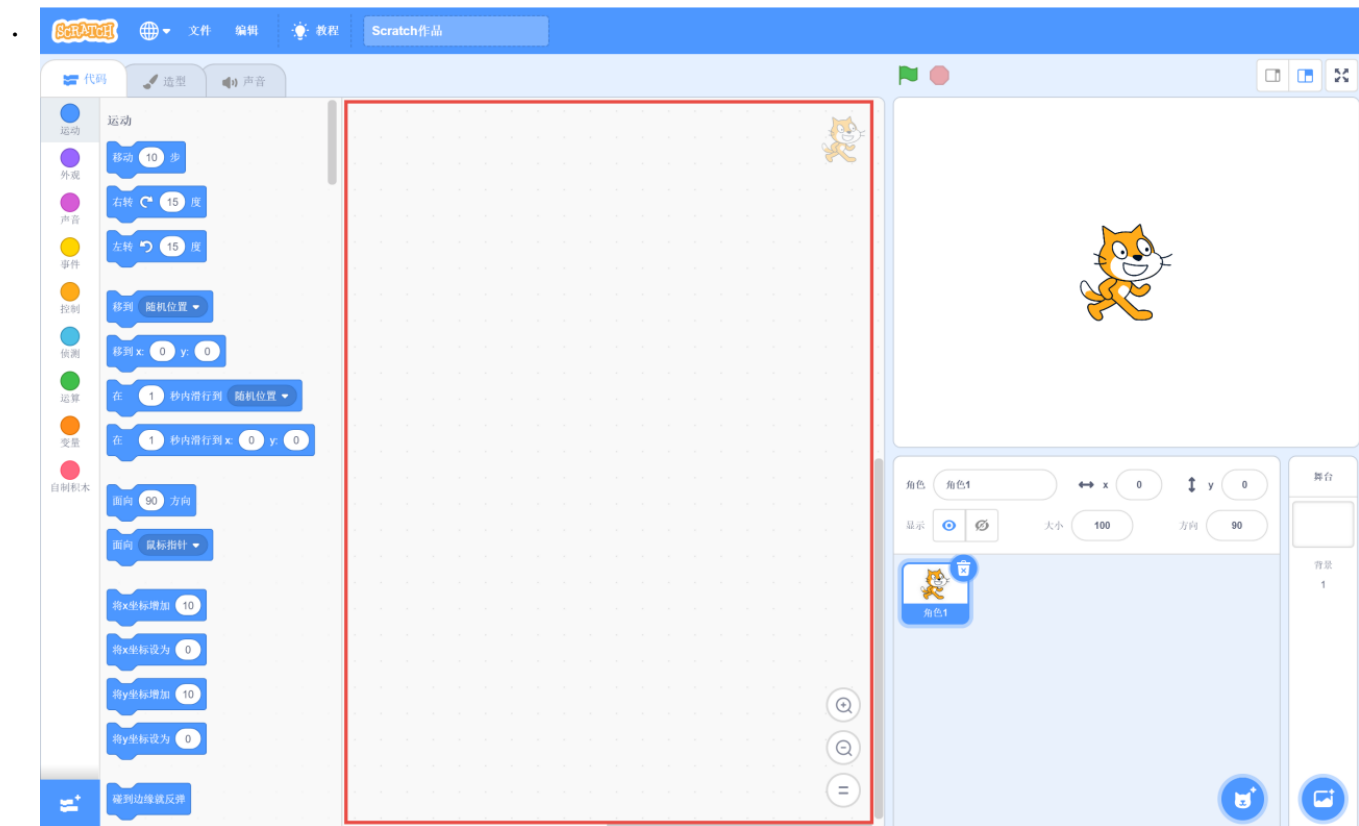 SCRATCH 文件 编辑 教程 Scratch作品
代码 造型 声音
运动
外观
声音
事件
控制
侦测
运算
变量
自制积木
运动
移动 10 步
右转 15 度
左转 15 度
移到 随机位置
移到 x: 0 y: 0
在 1 秒内滑行到 随机位置
在 1 秒内滑行到 x: 0 y: 0
面向 90 方向
面向 鼠标指针
将x坐标增加 10
将x坐标设为 0
将y坐标增加 10
将y坐标设为 0
碰到边缘就反弹
角色 角色1 x 0 y 0
显示 大小 100 方向 90
角色1
舞台
背景
1